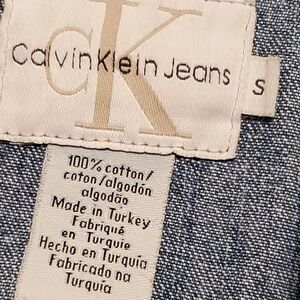 cK
Calvin Klein Jeans
S
100% cotton/
coton/algodón
algodão
Made in Turkey
Fabriqué
en Turquie
Hecho en Turquía
Fabricado na
Turquia